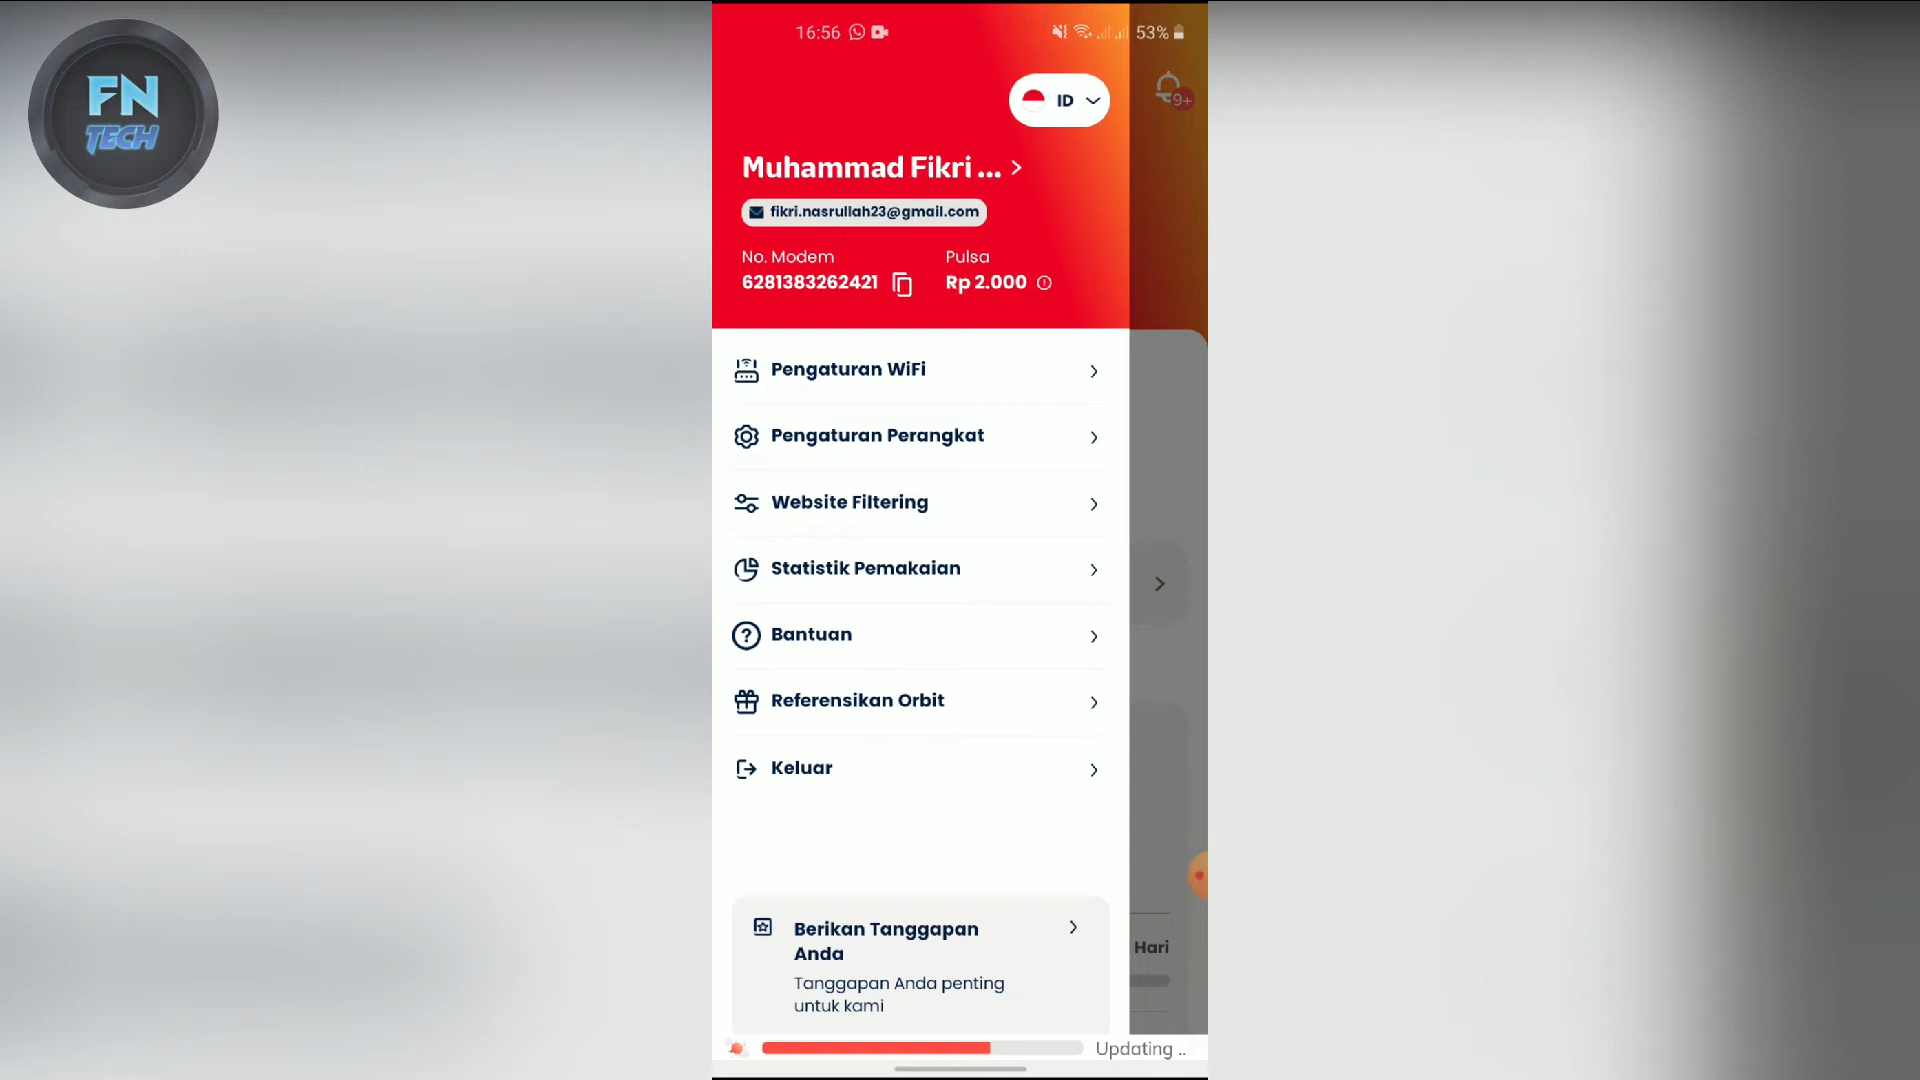 FN
TECH
16:56
53%
ID
9+
Muhammad Fikri ...
fikri.nasrullah23@gmail.com
No. Modem
Pulsa
6281383262421
Rp 2.000
Pengaturan WiFi
Pengaturan Perangkat
Website Filtering
Statistik Pemakaian
Bantuan
Referensikan Orbit
Keluar
Berikan Tanggapan
Anda
Hari
Tanggapan Anda penting
untuk kami
Updating ..